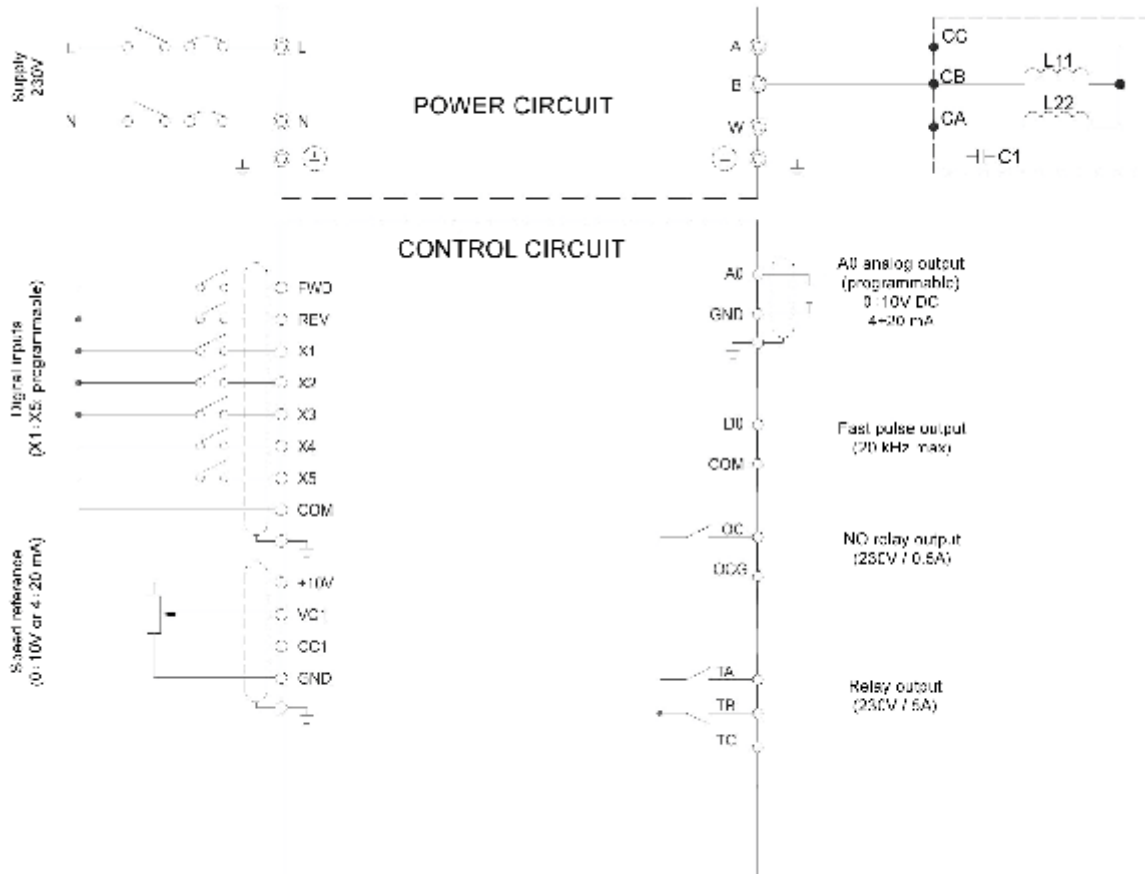 Supply
230V
L
L
N
N
POWER CIRCUIT
A
B
W
CC
CB
CA
L11
L22
C1
CONTROL CIRCUIT
Digital inputs
(X1÷X5: programmable)
FWD
REV
X1
X2
X3
X4
X5
COM
Speed reference
(0÷10V or 4÷20 mA)
+10V
VC1
CC1
GND
A0
GND
A0 analog output
(programmable)
0÷10V DC
4÷20 mA
D0
COM
Fast pulse output
(20 kHz max)
OC
OCG
NO relay output
(230V / 0.5A)
TA
TB
TC
Relay output
(230V / 5A)